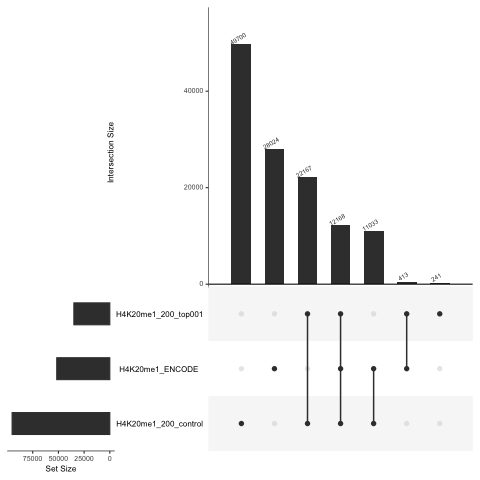 49700
28024
22167
12168
11033
413
241
Intersection Size
40000
20000
0
H4K20me1_200_top001
H4K20me1_ENCODE
H4K20me1_200_control
75000 50000 25000 0
Set Size